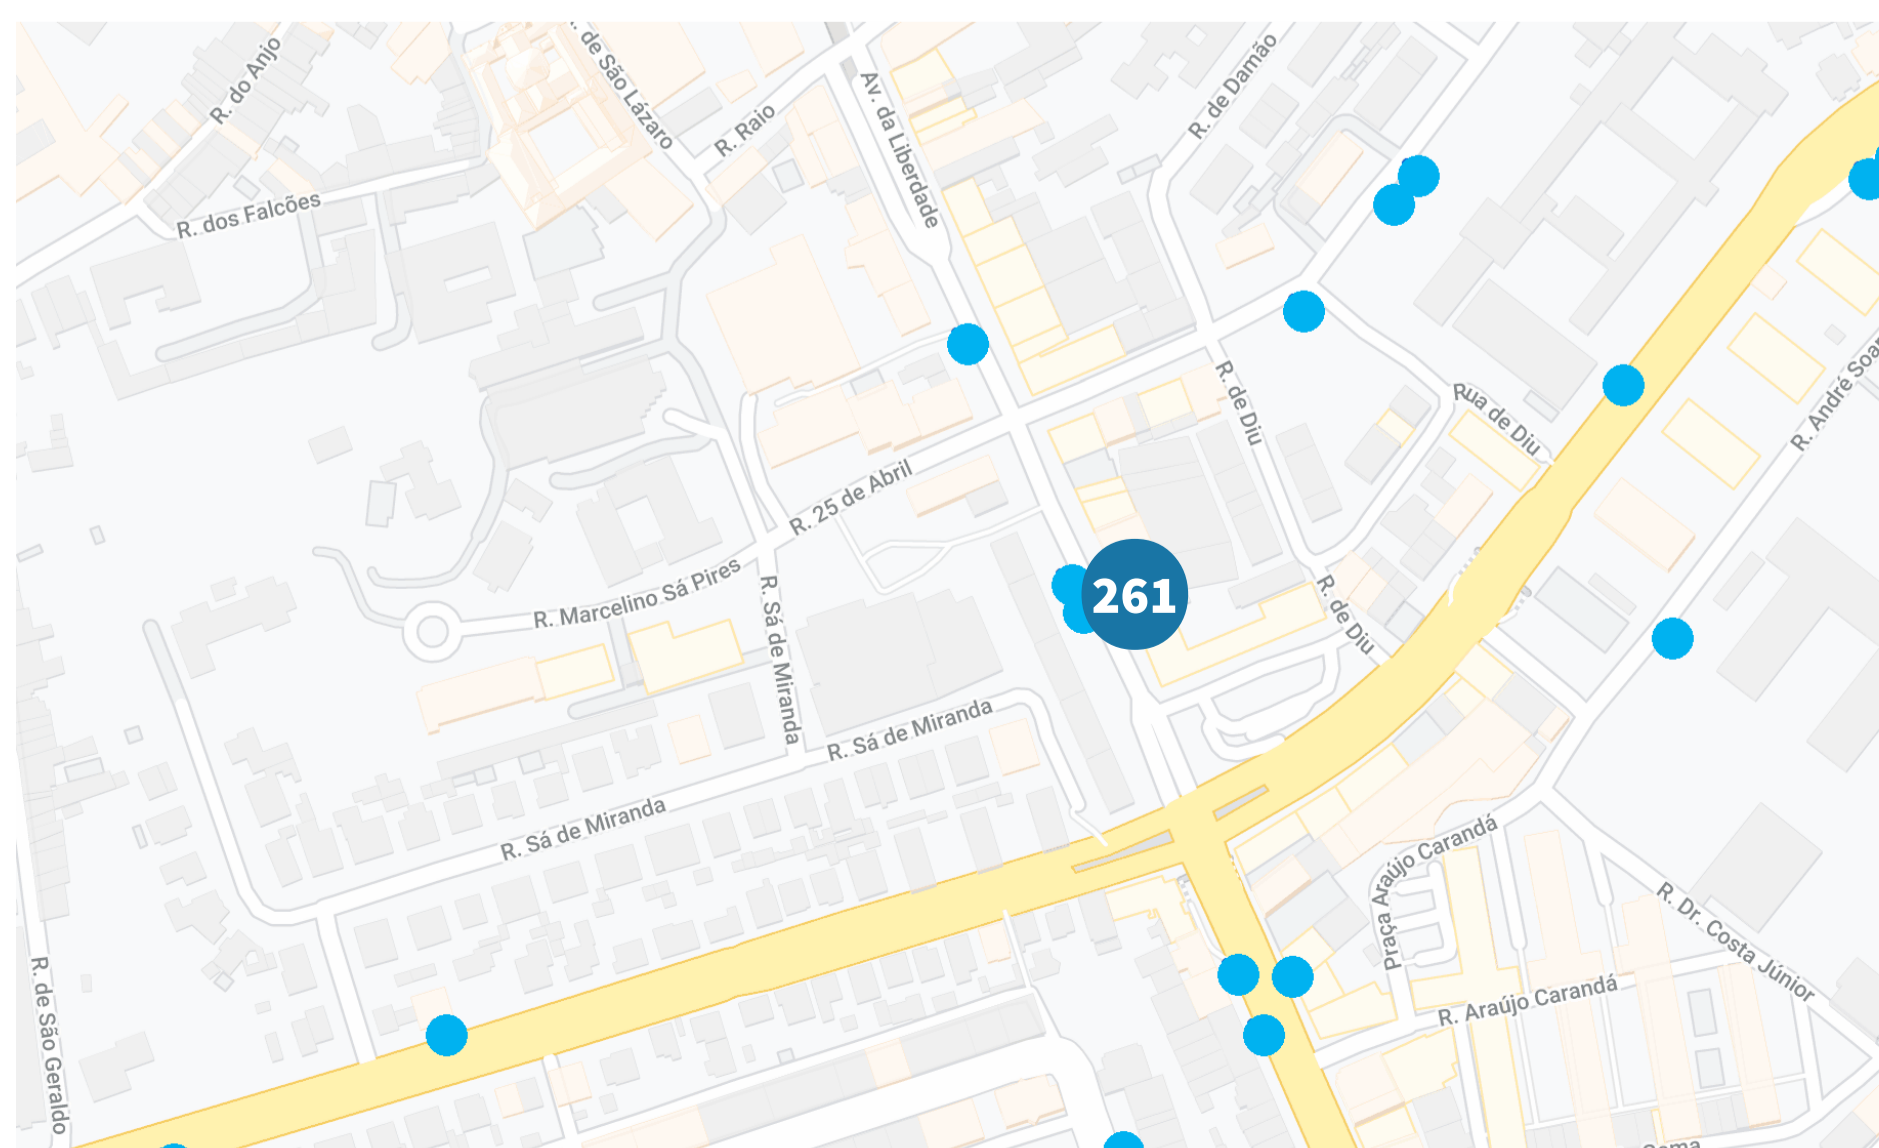 R. do Anjo
de São Lázaro
R. Raio
Av. da Liberdade
R. de Damão
R. dos Falcões
R. de Diu
Rua de Diu
R. André Soar
R. 25 de Abril
R. Marcelino Sá Pires
R. Sá de Miranda
261
R. de Diu
R. Sá de Miranda
R. Sá de Miranda
Praça Araújo Carandá
R. Dr. Costa Júnior
R. Araújo Carandá
R. de São Geraldo